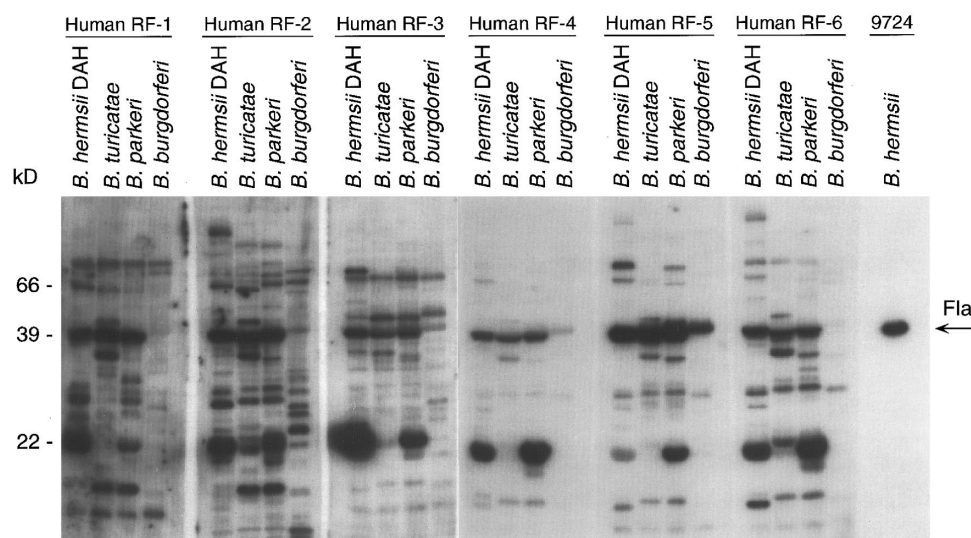 Human RF-1 Human RF-2 Human RF-3 Human RF-4 Human RF-5 Human RF-6 9724
B. hermsii DAH
B. turicatae
B. parkeri
B. burgdorferi
B. hermsii DAH
B. turicatae
B. parkeri
B. burgdorferi
B. hermsii DAH
B. turicatae
B. parkeri
B. burgdorferi
B. hermsii DAH
B. turicatae
B. parkeri
B. burgdorferi
B. hermsii DAH
B. turicatae
B. parkeri
B. burgdorferi
B. hermsii DAH
B. turicatae
B. parkeri
B. burgdorferi
B. hermsii
kD
66 -
Fla
39 -
22 -